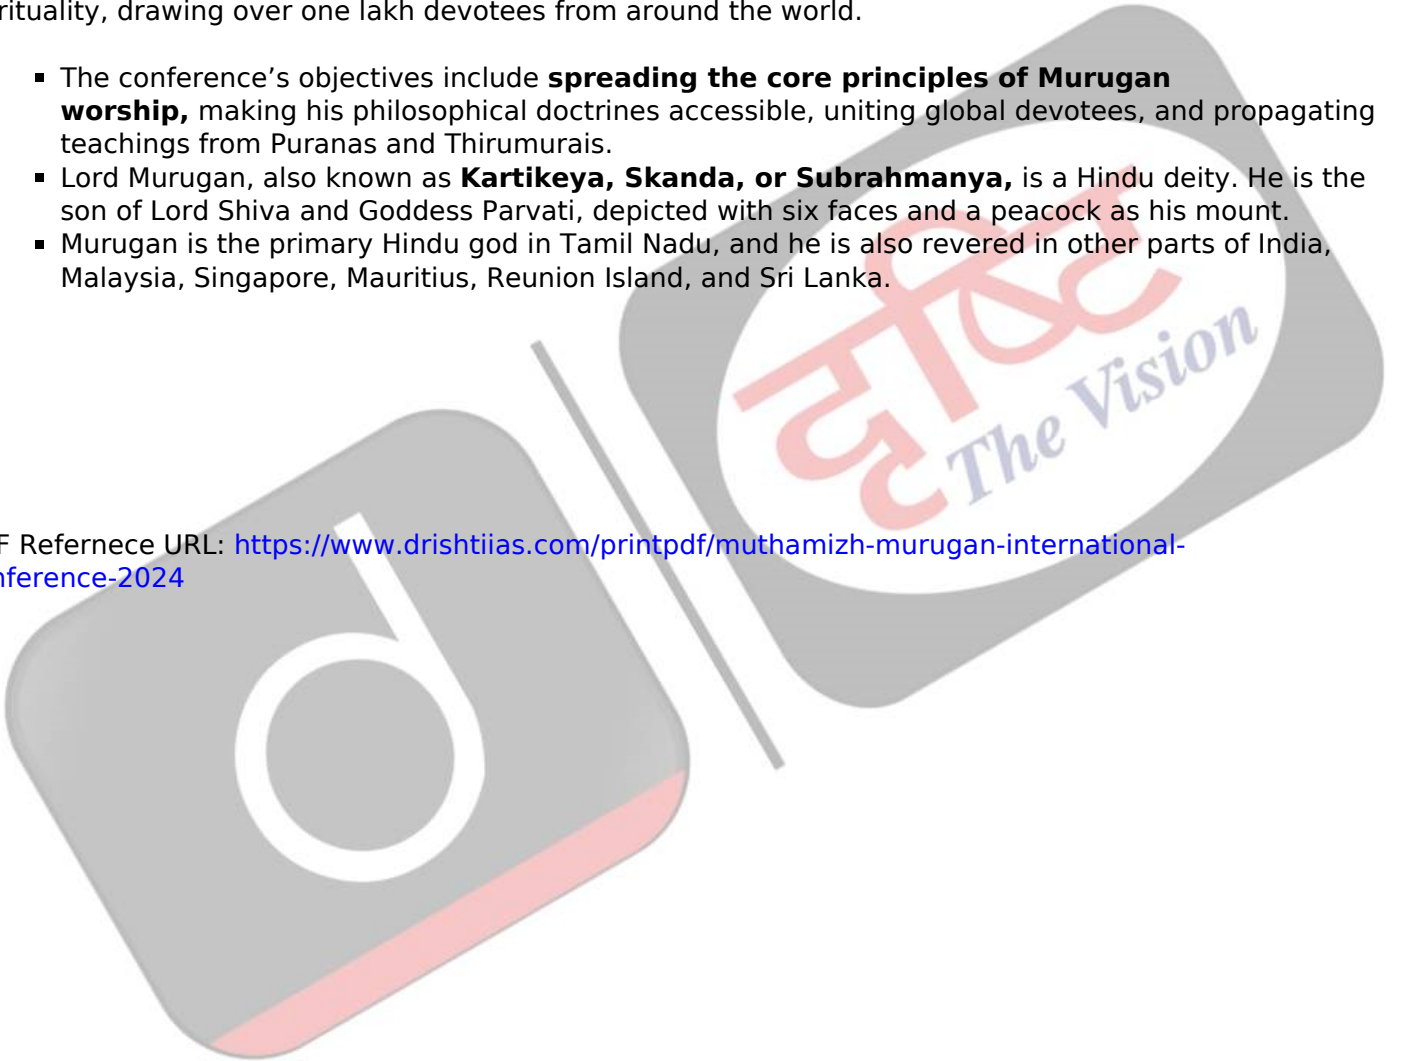 rituality, drawing over one lakh devotees from around the world.
▪ The conference’s objectives include spreading the core principles of Murugan
worship, making his philosophical doctrines accessible, uniting global devotees, and propagating
teachings from Puranas and Thirumurais.
▪ Lord Murugan, also known as Kartikeya, Skanda, or Subrahmanya, is a Hindu deity. He is the
son of Lord Shiva and Goddess Parvati, depicted with six faces and a peacock as his mount.
▪ Murugan is the primary Hindu god in Tamil Nadu, and he is also revered in other parts of India,
Malaysia, Singapore, Mauritius, Reunion Island, and Sri Lanka.
दृष्टि
The Vision
d
F Refernece URL: https://www.drishtiias.com/printpdf/muthamizh-murugan-international-
nference-2024